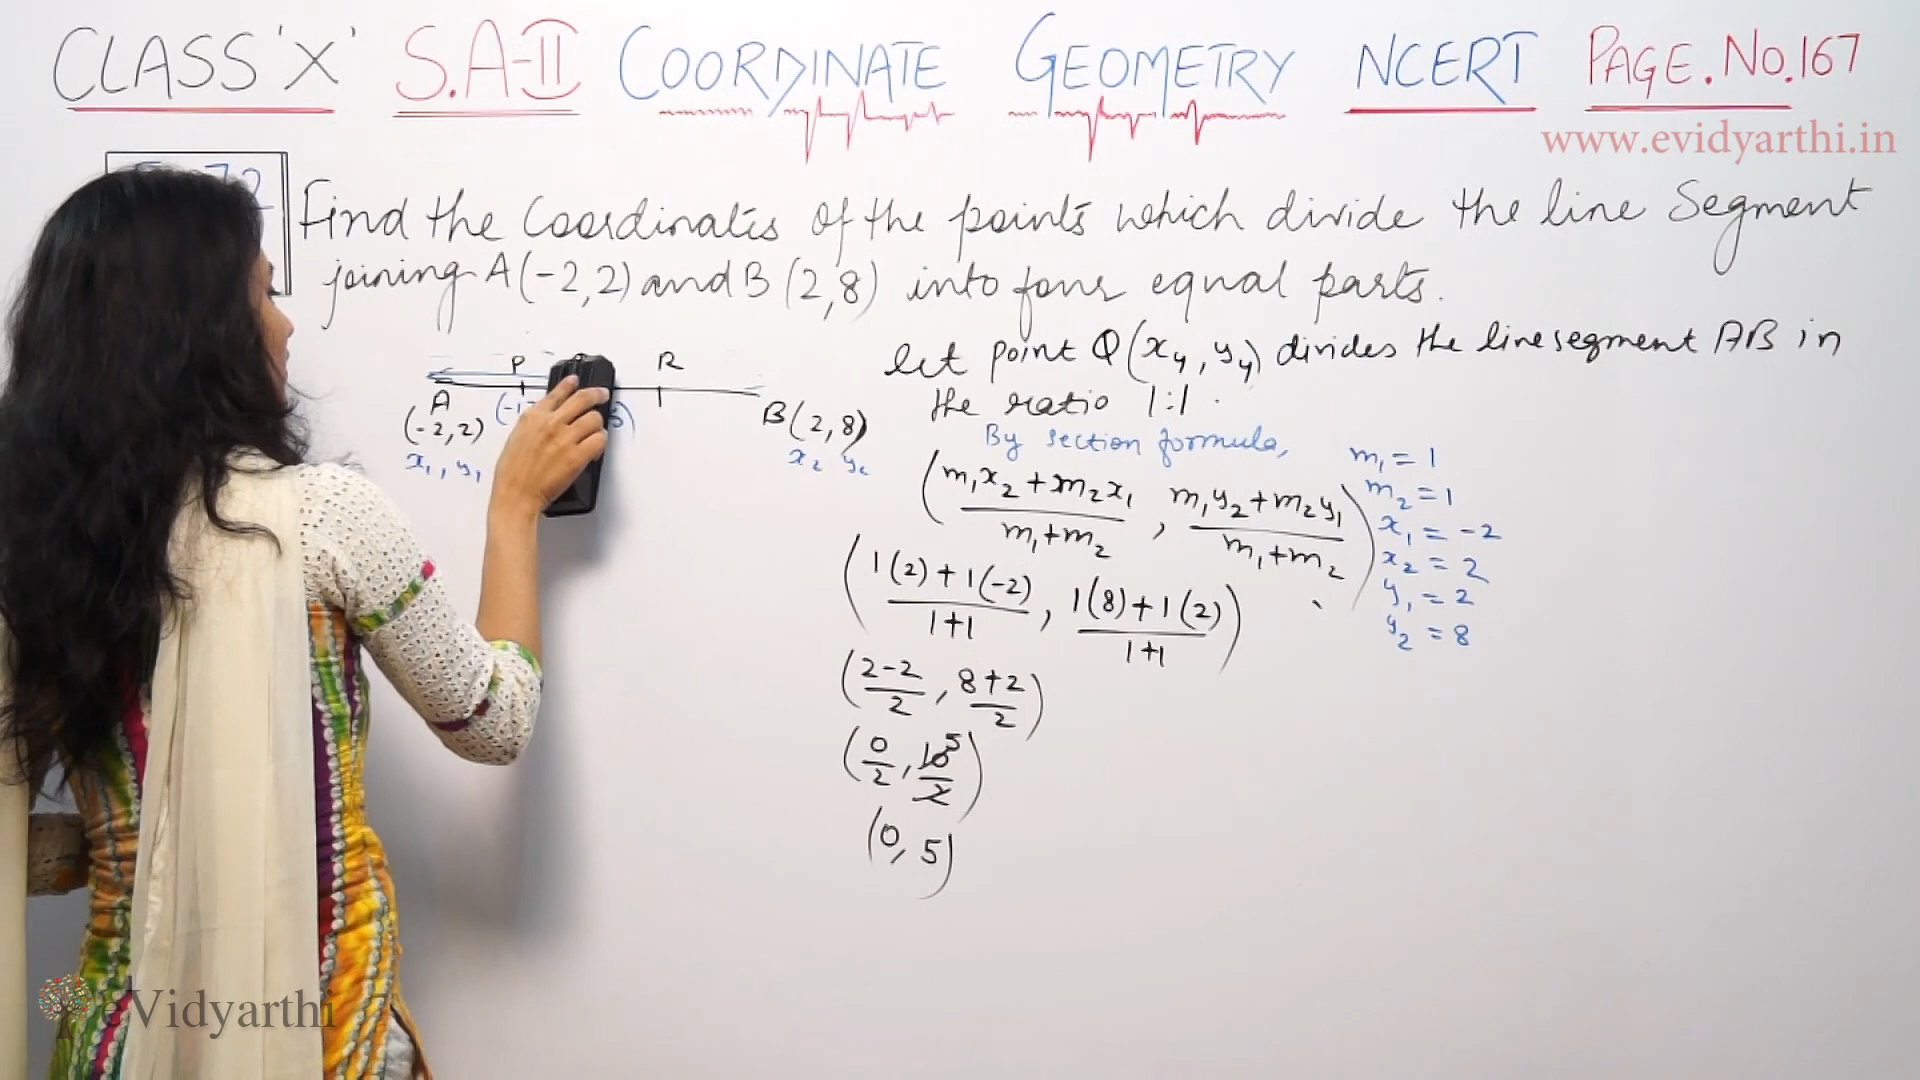 CLASS 'X' S.A-II COORDINATE GEOMETRY NCERT PAGE. No. 167
www.evidyarthi.in
Find the Coordinates of the points which divide the line Segment
joining A(-2,2) and B (2,8) into four equal parts.
P R
A
(-2,2)
x₁, y₁
B(2,8)
x₂ y₂
let point Q(x₄, y₄) divides the line segment AB in
the ratio 1:1.
By section formula,
(m₁x₂+m₂x₁/m₁+m₂, m₁y₂+m₂y₁/m₁+m₂)
(1(2)+1(-2)/1+1, 1(8)+1(2)/1+1)
(2-2/2, 8+2/2)
(0/2, 10/2 5)
(0, 5)
m₁ = 1
m₂ = 1
x₁ = -2
x₂ = 2
y₁ = 2
y₂ = 8
eVidyarthi